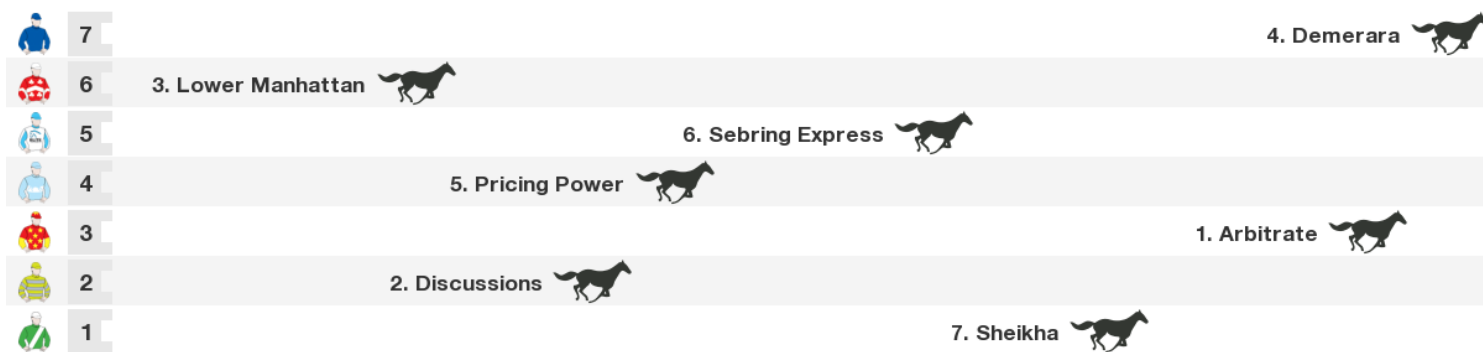 7 4. Demerara
6 3. Lower Manhattan
5 6. Sebring Express
4 5. Pricing Power
3 1. Arbitrate
2 2. Discussions
1 7. Sheikha